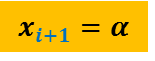 x_{i+1} = α